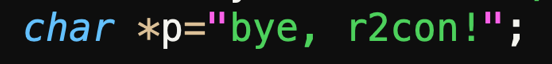 char *p="bye, r2con!";